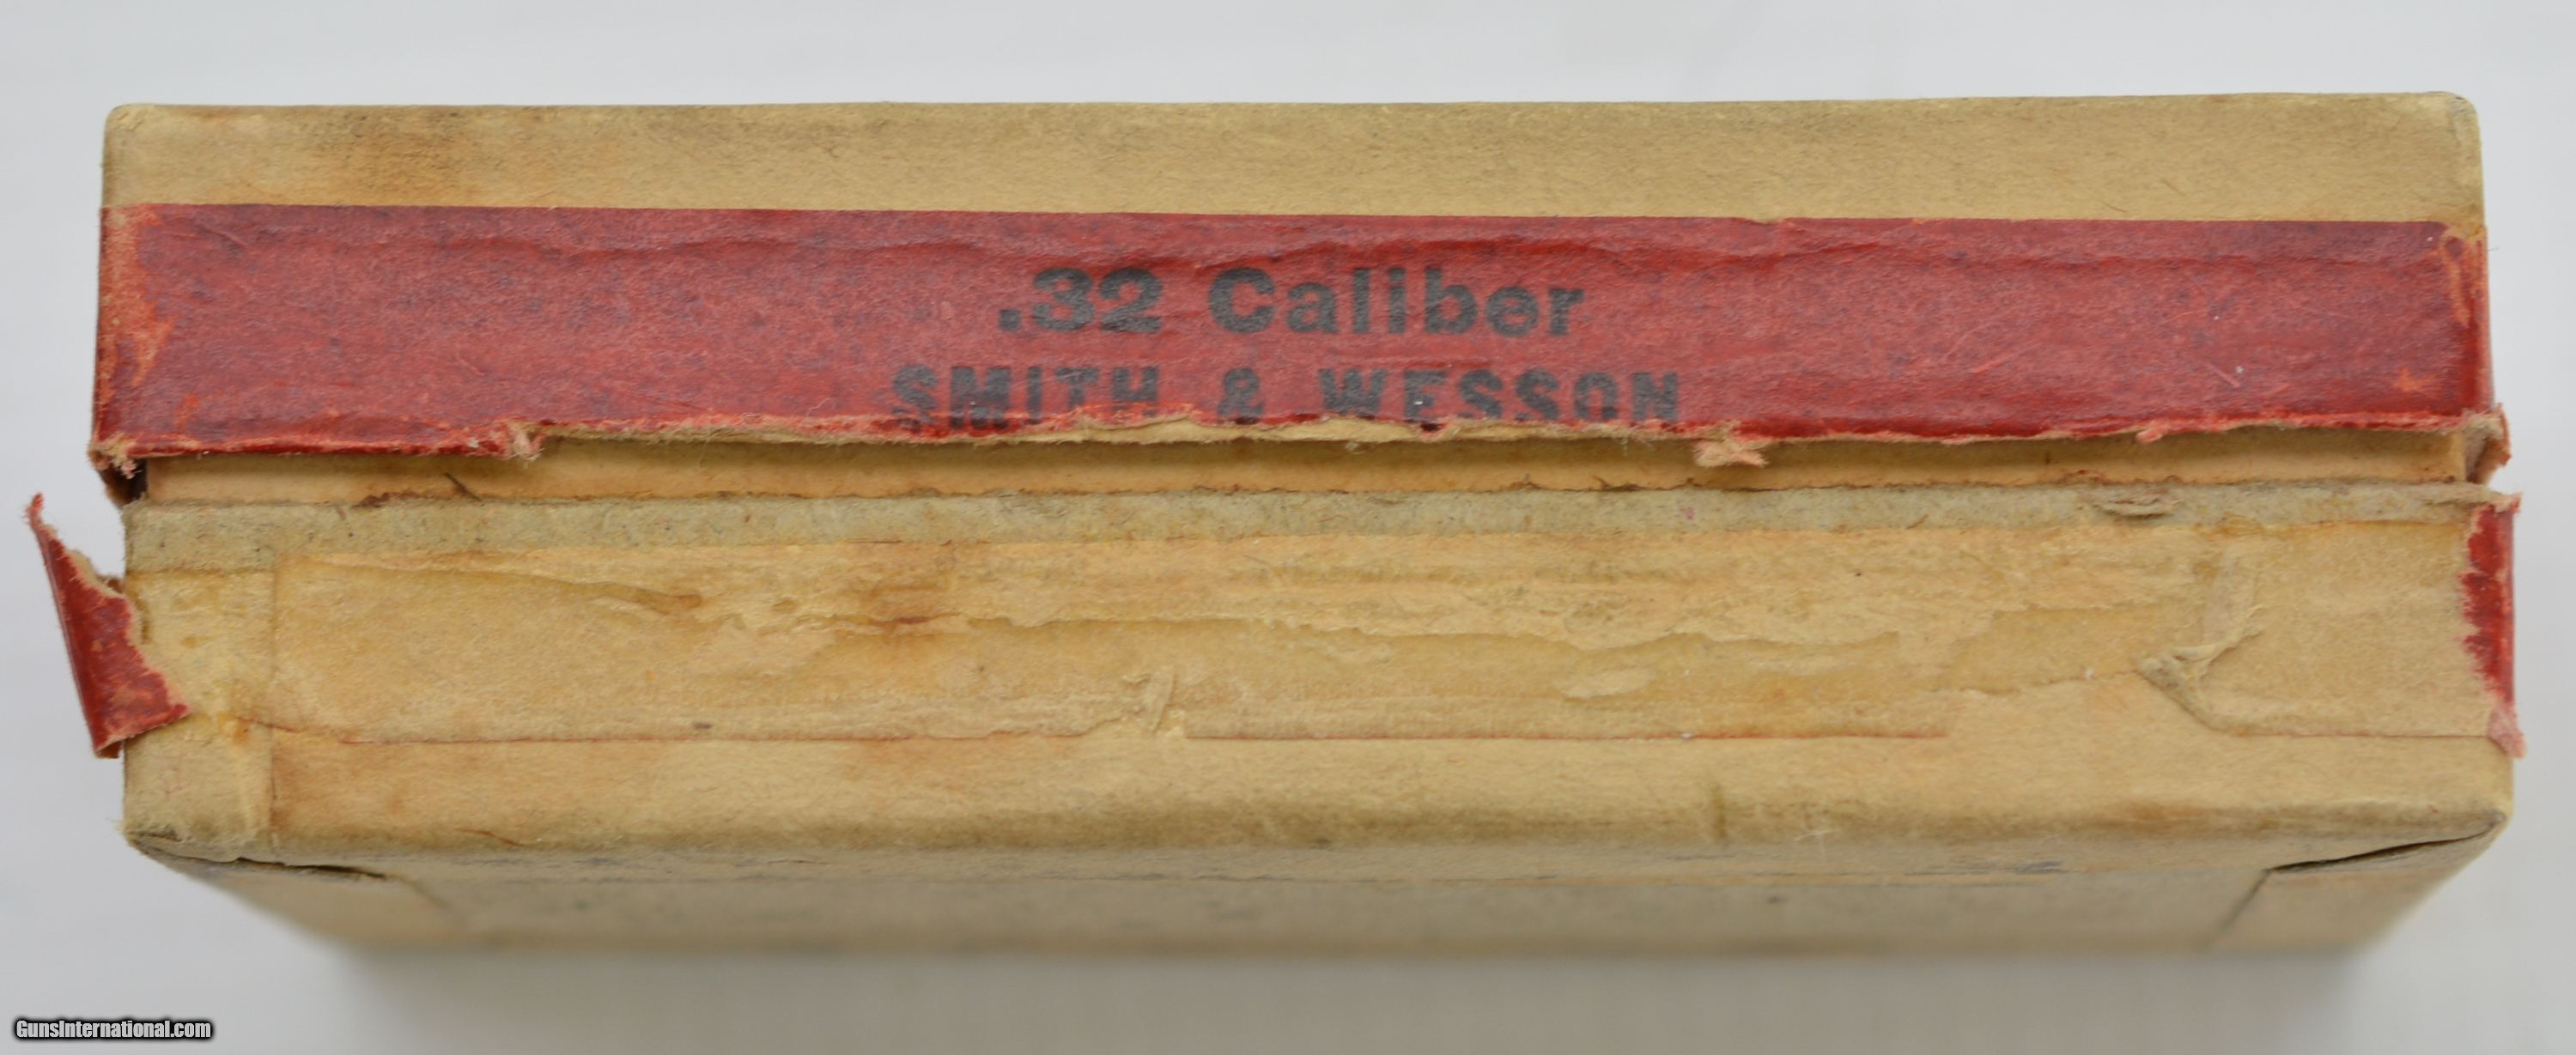 .32 Caliber
SMITH & WESSON
GunsInternational.com